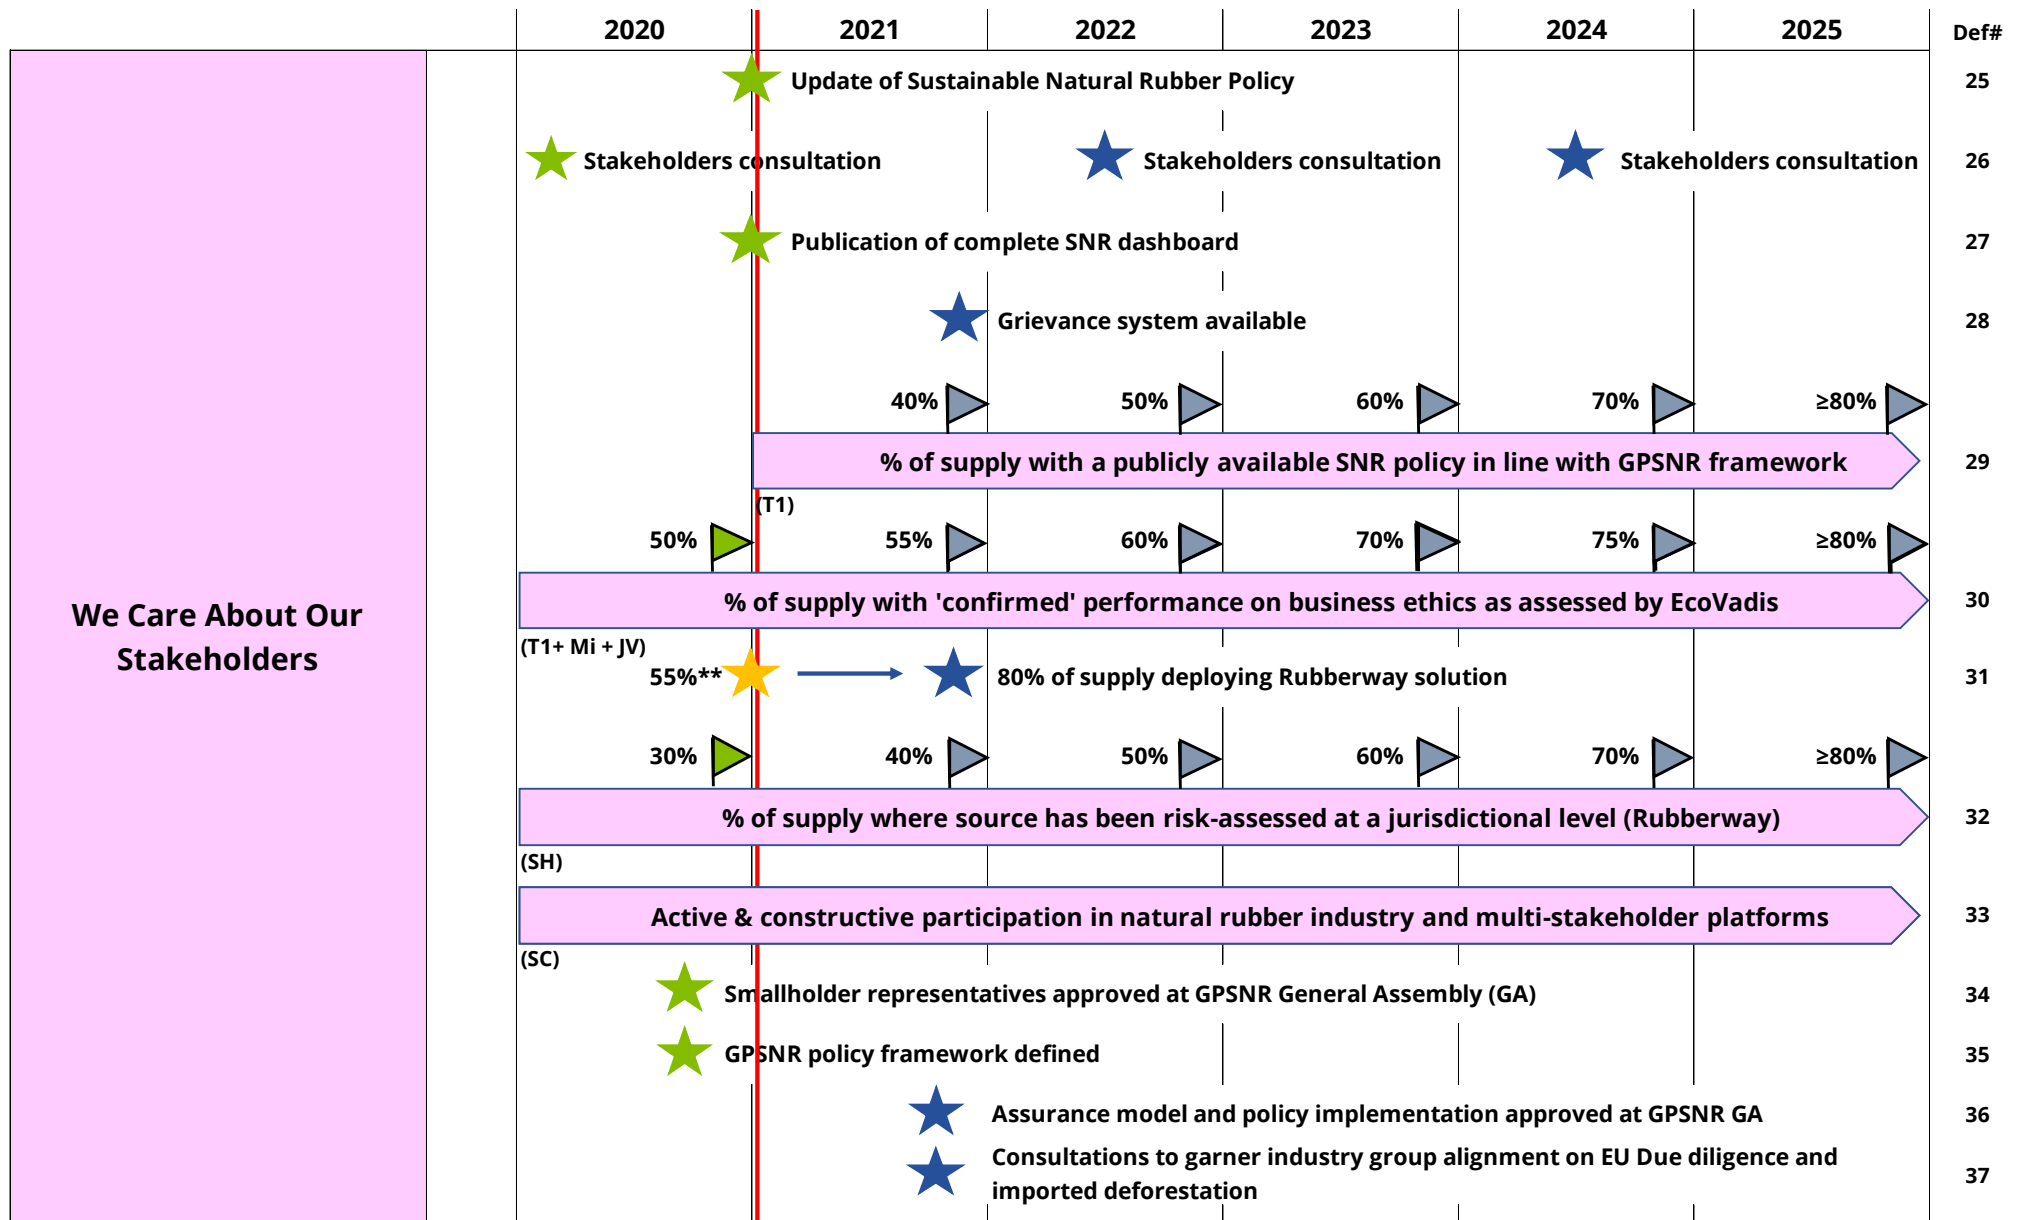 2020 2021 2022 2023 2024 2025 Def#
Update of Sustainable Natural Rubber Policy 25
Stakeholders consultation Stakeholders consultation Stakeholders consultation 26
Publication of complete SNR dashboard 27
Grievance system available 28
40% 50% 60% 70% ≥80%
% of supply with a publicly available SNR policy in line with GPSNR framework 29
(T1)
50% 55% 60% 70% 75% ≥80%
% of supply with 'confirmed' performance on business ethics as assessed by EcoVadis 30
We Care About Our
Stakeholders
(T1+ Mi + JV)
55%** 80% of supply deploying Rubberway solution 31
30% 40% 50% 60% 70% ≥80%
% of supply where source has been risk-assessed at a jurisdictional level (Rubberway) 32
(SH)
Active & constructive participation in natural rubber industry and multi-stakeholder platforms 33
(SC)
Smallholder representatives approved at GPSNR General Assembly (GA) 34
GPSNR policy framework defined 35
Assurance model and policy implementation approved at GPSNR GA 36
Consultations to garner industry group alignment on EU Due diligence and
imported deforestation 37